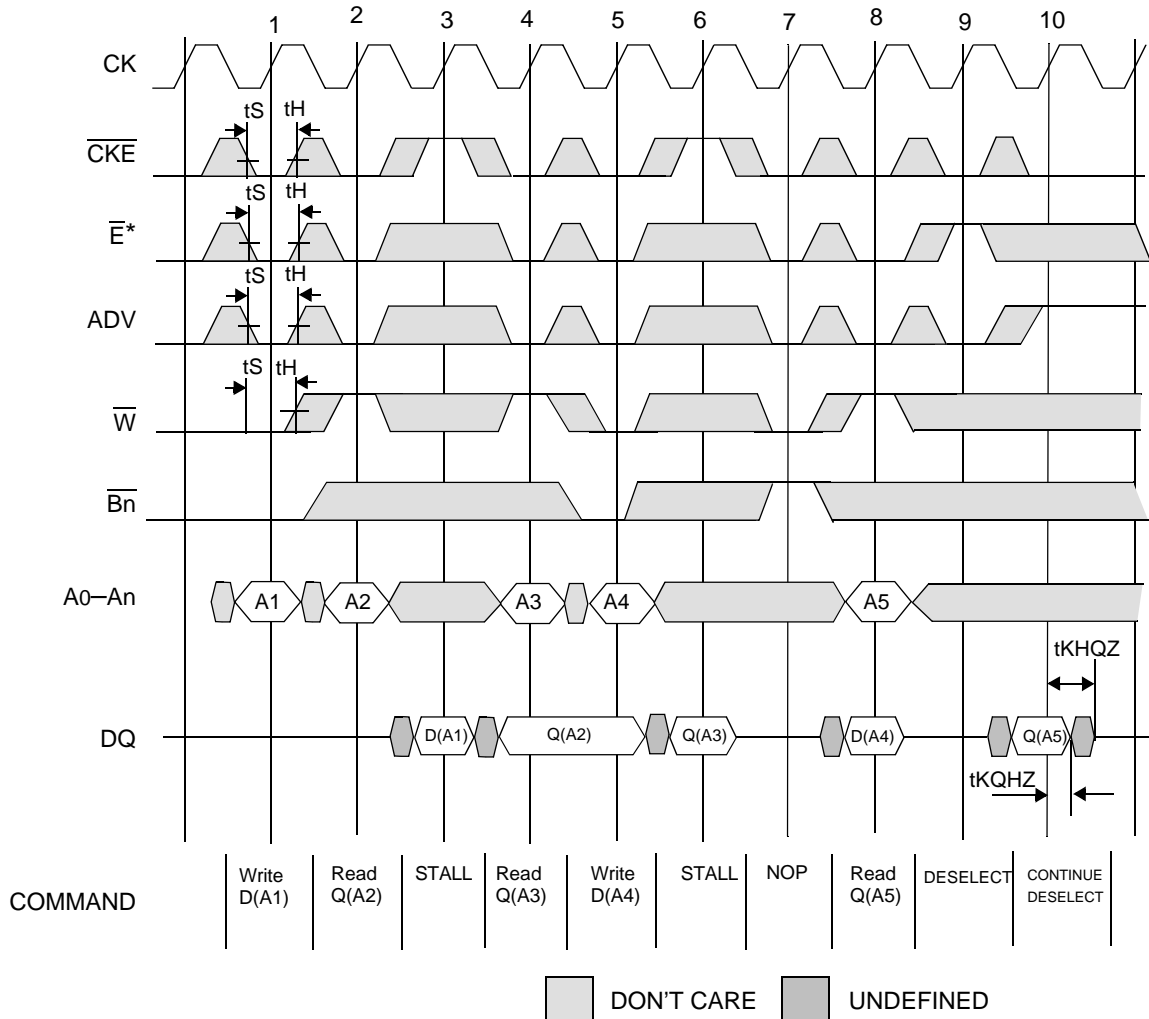 1 2 3 4 5 6 7 8 9 10
CK
tS tH
CKE
tS tH
E*
tS tH
ADV
tS tH
W
Bn
A0–An A1 A2 A3 A4 A5
tKHQZ
DQ D(A1) Q(A2) Q(A3) D(A4) Q(A5)
tKQHZ
COMMAND
Write
D(A1)
Read
Q(A2)
STALL
Read
Q(A3)
Write
D(A4)
STALL
NOP
Read
Q(A5)
DESELECT
CONTINUE
DESELECT
DON'T CARE
UNDEFINED